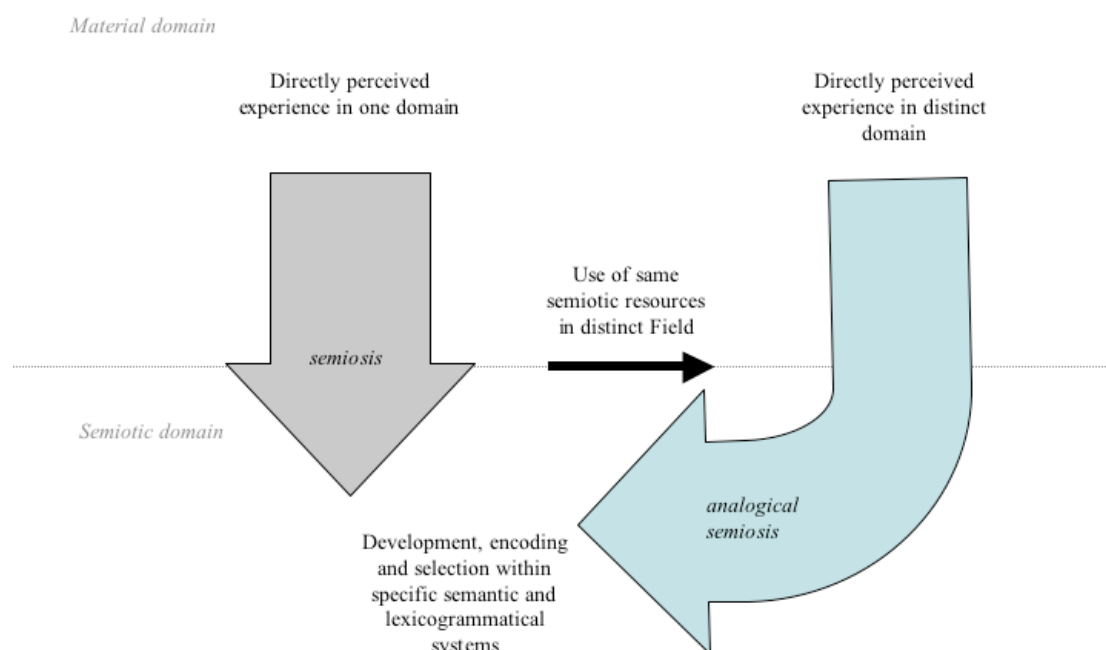 Material domain
Directly perceived
experience in one domain
Directly perceived
experience in distinct
domain
Use of same
semiotic resources
in distinct Field
semiosis
Semiotic domain
analogical
semiosis
Development, encoding
and selection within
specific semantic and
lexicogrammatical
systems